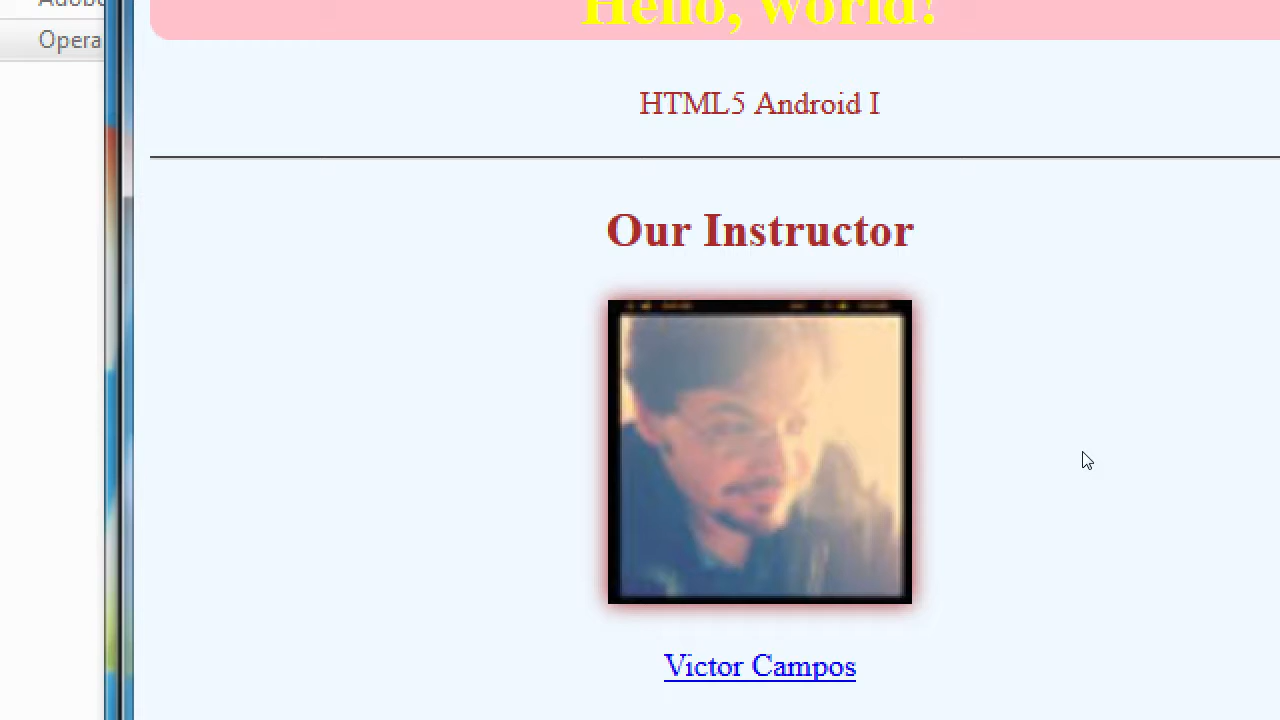 Hello, world!
Opera
HTML5 Android I
Our Instructor
Victor Campos